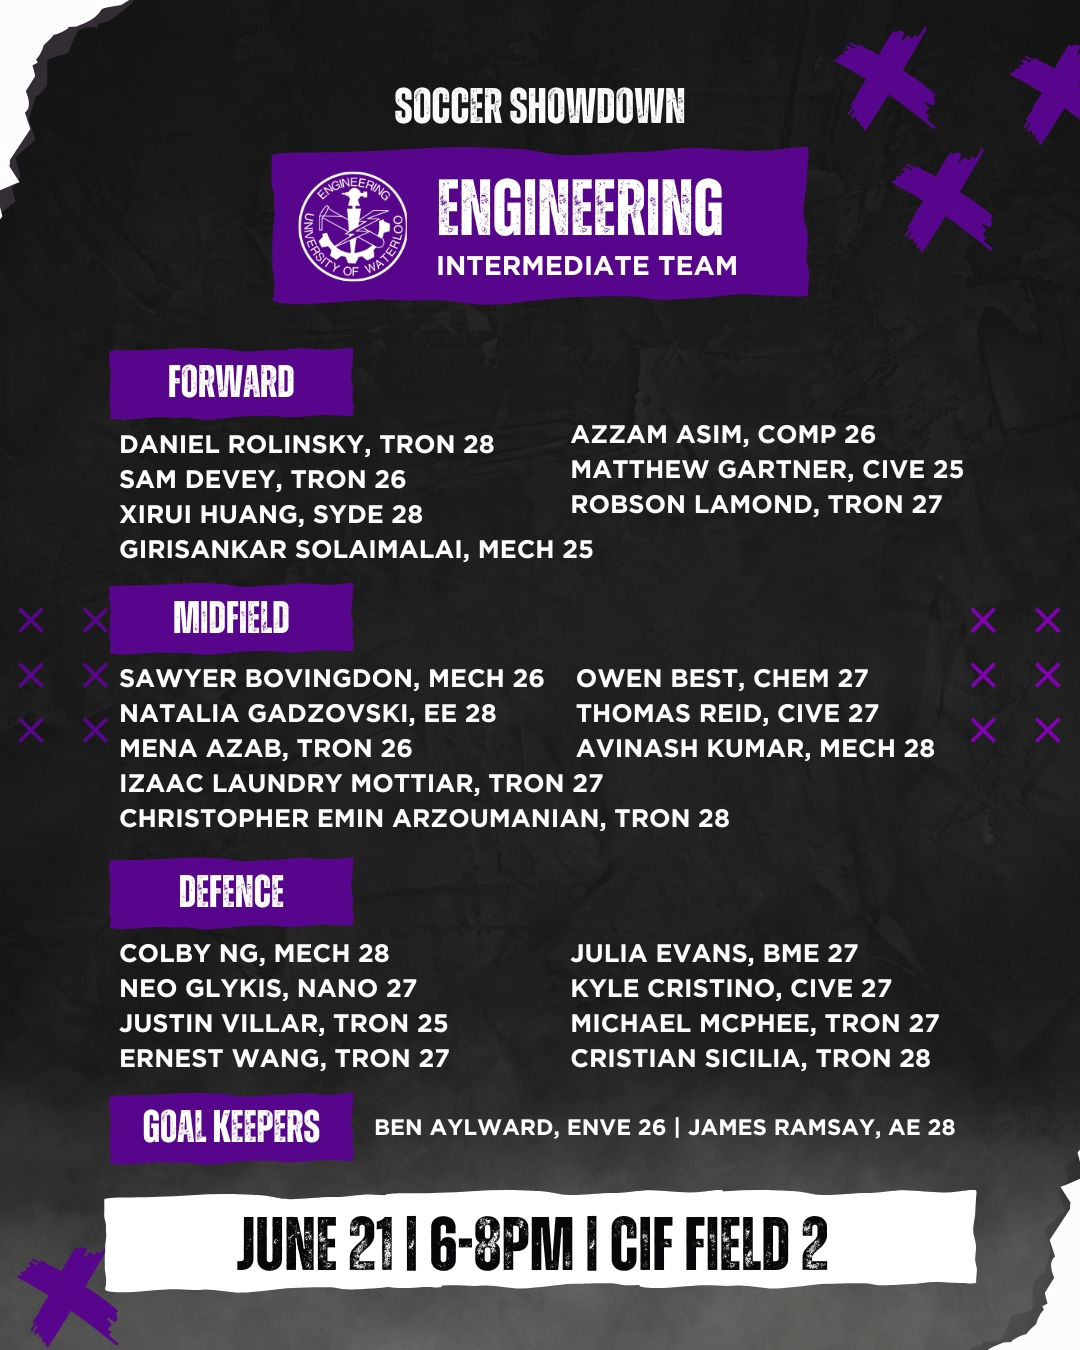 SOCCER SHOWDOWN
ENGINEERING
UNIVERSITY OF WATERLOO
ENGINEERING
INTERMEDIATE TEAM
FORWARD
DANIEL ROLINSKY, TRON 28
SAM DEVEY, TRON 26
XIRUI HUANG, SYDE 28
GIRISANKAR SOLAIMALAI, MECH 25
AZZAM ASIM, COMP 26
MATTHEW GARTNER, CIVE 25
ROBSON LAMOND, TRON 27
MIDFIELD
SAWYER BOVINGDON, MECH 26
NATALIA GADZOVSKI, EE 28
MENA AZAB, TRON 26
IZAAC LAUNDRY MOTTIAR, TRON 27
CHRISTOPHER EMIN ARZOUMANIAN, TRON 28
OWEN BEST, CHEM 27
THOMAS REID, CIVE 27
AVINASH KUMAR, MECH 28
DEFENCE
COLBY NG, MECH 28
NEO GLYKIS, NANO 27
JUSTIN VILLAR, TRON 25
ERNEST WANG, TRON 27
JULIA EVANS, BME 27
KYLE CRISTINO, CIVE 27
MICHAEL MCPHEE, TRON 27
CRISTIAN SICILIA, TRON 28
GOAL KEEPERS
BEN AYLWARD, ENVE 26 | JAMES RAMSAY, AE 28
JUNE 21 | 6-8PM | CIF FIELD 2